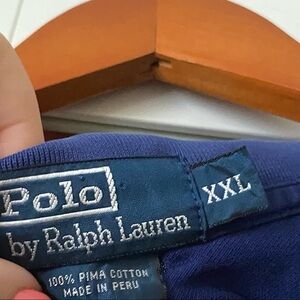 Polo
by Ralph Lauren
XXL
100% PIMA COTTON
MADE IN PERU